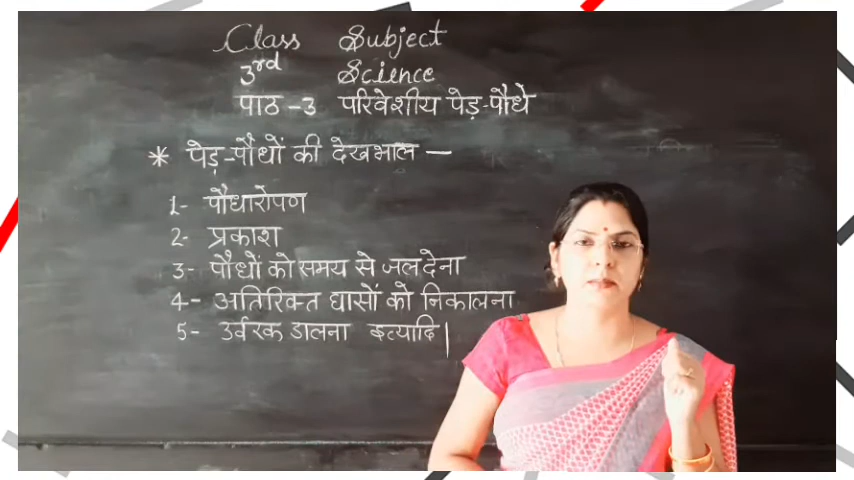 Class Subject
3rd Science
पाठ -3 परिवेशीय पेड़-पौधे
* पेड़-पौधों की देखभाल —
1- पौधारोपण
2- प्रकाश
3- पौधों को समय से जल देना
4- अतिरिक्त घासों को निकालना
5- उर्वरक डालना इत्यादि|